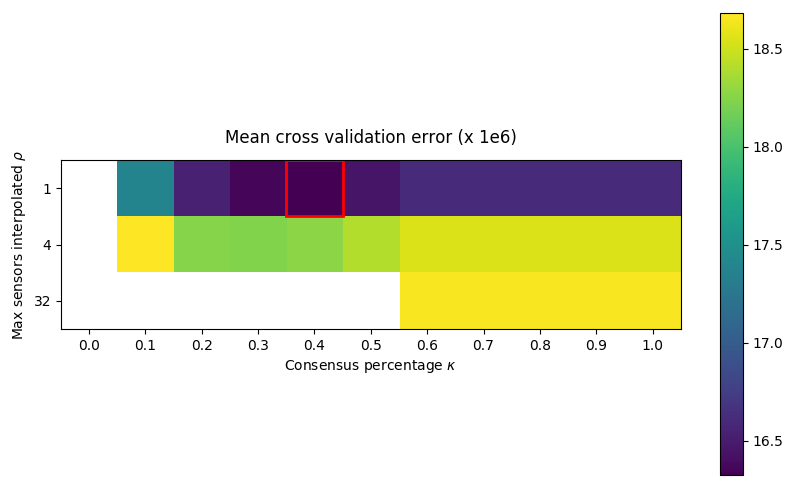 Mean cross validation error (x 1e6)
Max sensors interpolated ρ
1
4
32
0.0 0.1 0.2 0.3 0.4 0.5 0.6 0.7 0.8 0.9 1.0
Consensus percentage κ
18.5
18.0
17.5
17.0
16.5